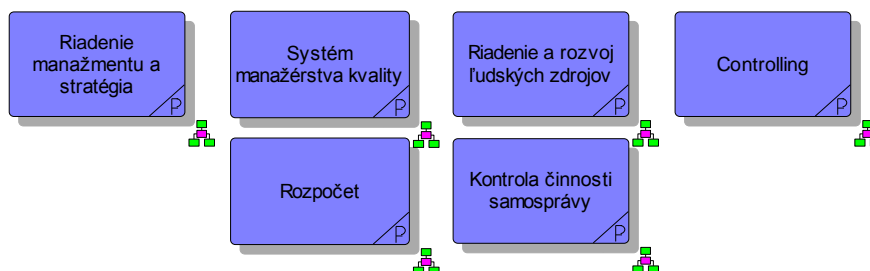 Riadenie
manažmentu a
stratégia
P
Systém
manažérstva kvality
P
Riadenie a rozvoj
ľudských zdrojov
P
Controlling
P
Rozpočet
P
Kontrola činnosti
samosprávy
P